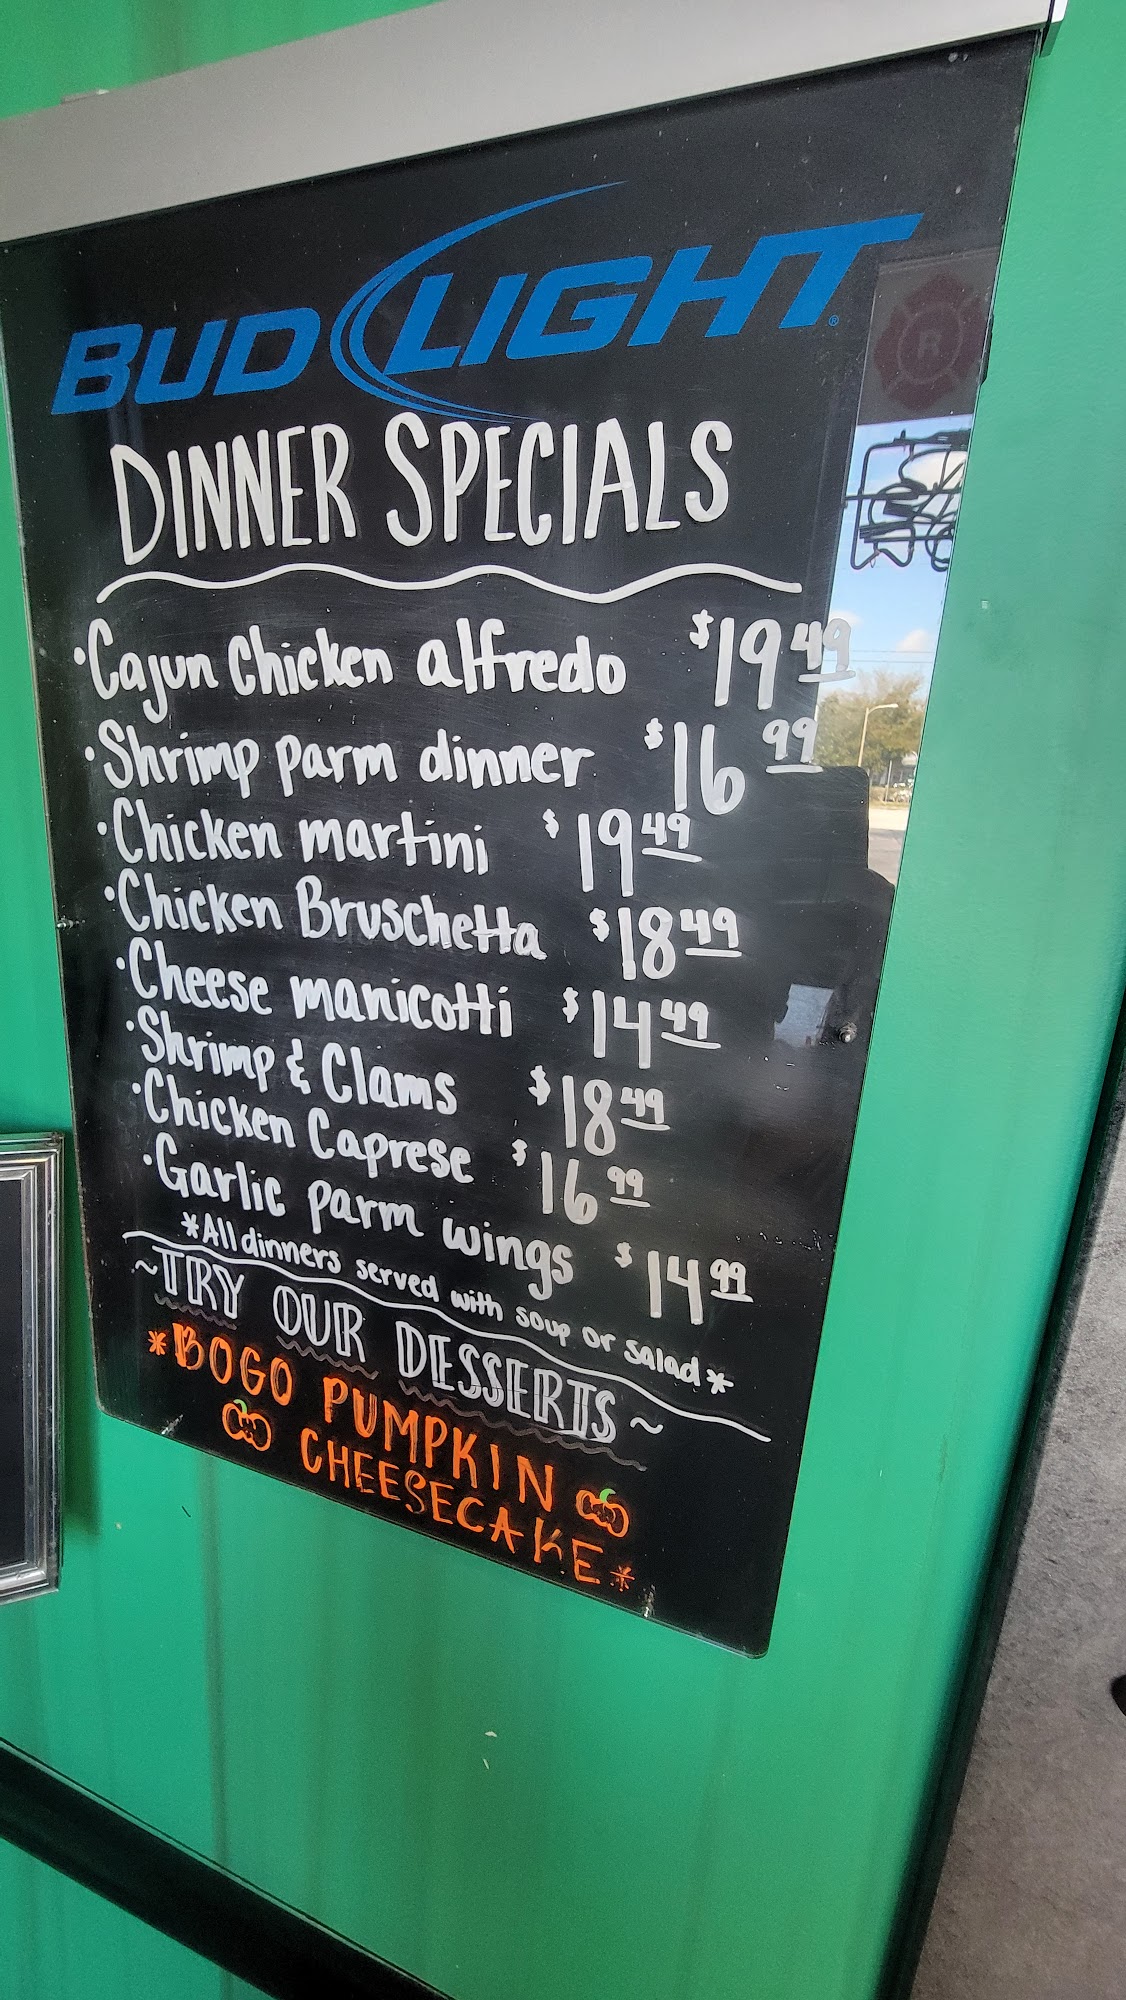 BUD LIGHT
DINNER SPECIALS
• Cajun Chicken alfredo $19.49
• Shrimp parm dinner $16.99
• Chicken martini $19.49
• Chicken Bruschetta $18.49
• Cheese manicotti $14.49
• Shrimp & Clams $18.49
• Chicken Caprese $16.99
• Garlic parm wings $14.99
*All dinners served with soup or salad*
~TRY OUR DESSERTS~
*BOGO PUMPKIN
CHEESECAKE*
R